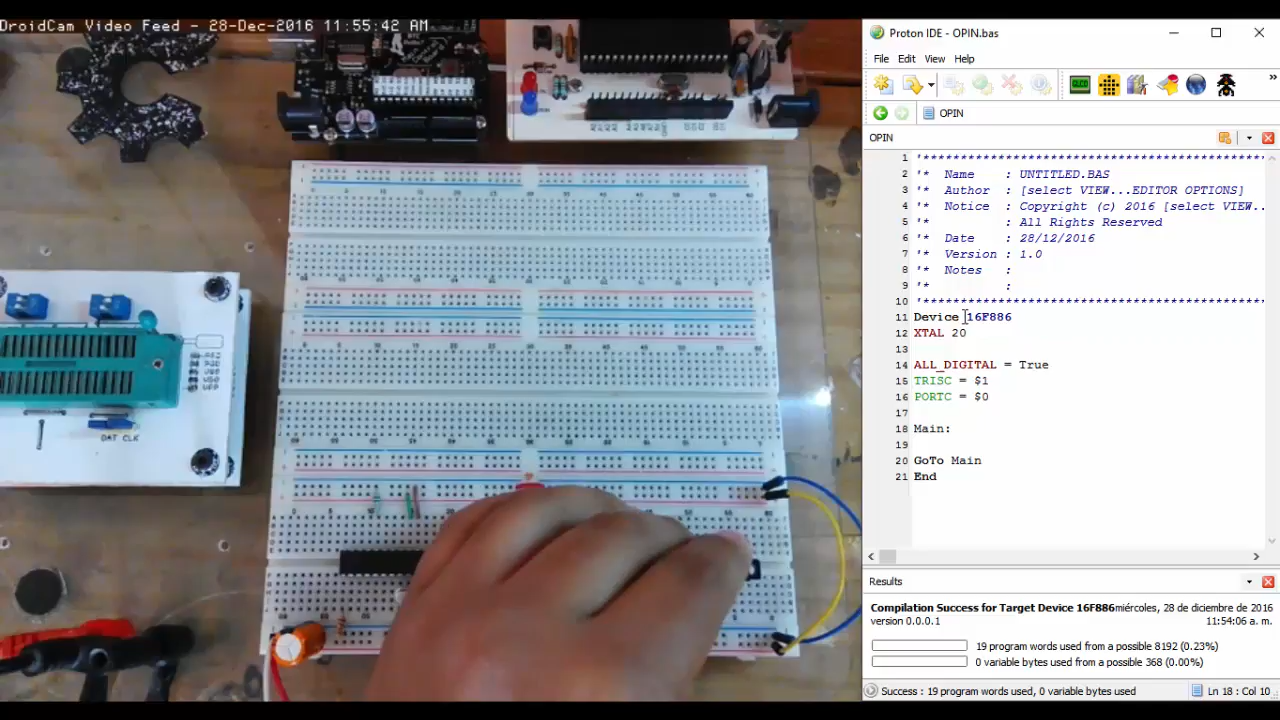 DroidCam Video Feed - 28-Dec-2016 11:55:42 AM
Proton IDE - OPIN.bas
File Edit View Help
OPIN
OPIN
1 '************************************************
2 '*  Name    : UNTITLED.BAS
3 '*  Author  : [select VIEW...EDITOR OPTIONS]
4 '*  Notice  : Copyright (c) 2016 [select VIEW..
5 '*          : All Rights Reserved
6 '*  Date    : 28/12/2016
7 '*  Version : 1.0
8 '*  Notes   :
9 '*          :
10 '************************************************
11 Device 16F886
12 XTAL 20
13
14 ALL_DIGITAL = True
15 TRISC = $1
16 PORTC = $0
17
18 Main:
19
20 GoTo Main
21 End
Results
Compilation Success for Target Device 16F886 miércoles, 28 de diciembre de 2016
version 0.0.0.1 11:54:06 a. m.
19 program words used from a possible 8192 (0.23%)
0 variable bytes used from a possible 368 (0.00%)
Success : 19 program words used, 0 variable bytes used
Ln 18 : Col 10
DAT CLK